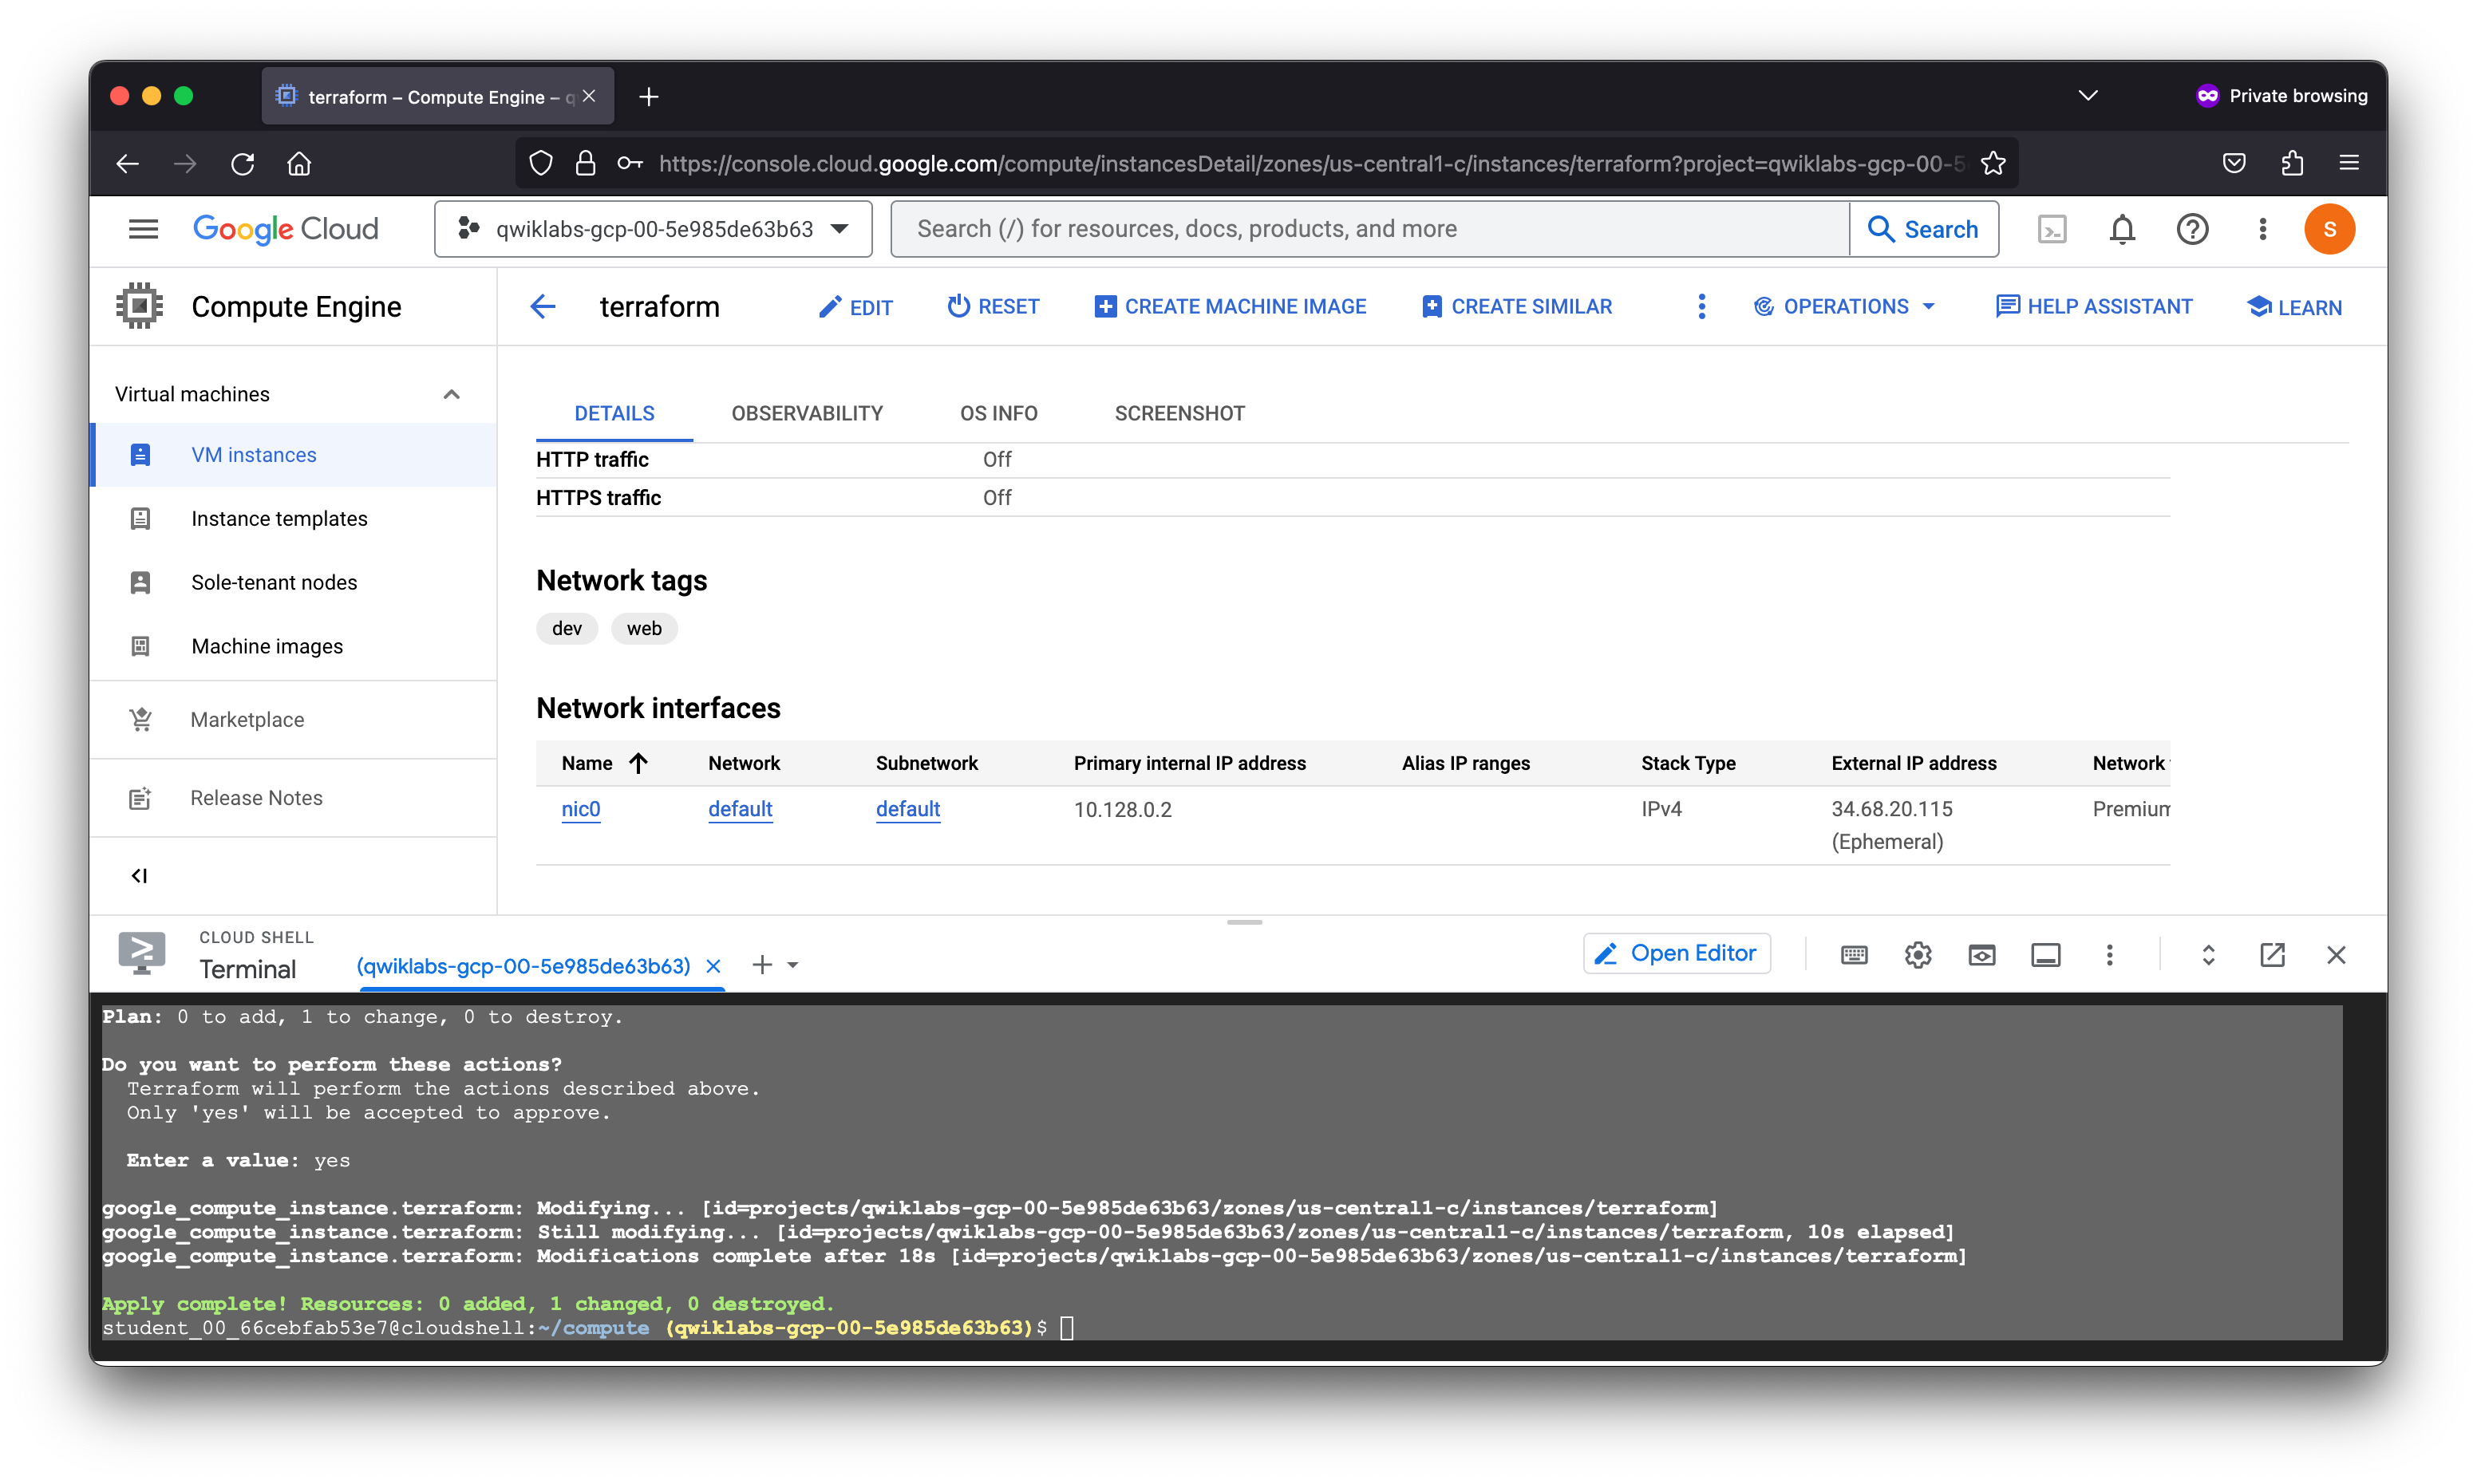 terraform – Compute Engine – q
Private browsing
https://console.cloud.google.com/compute/instancesDetail/zones/us-central1-c/instances/terraform?project=qwiklabs-gcp-00-5
Google Cloud
qwiklabs-gcp-00-5e985de63b63
Search (/) for resources, docs, products, and more
Search
S
Compute Engine
terraform
EDIT
RESET
CREATE MACHINE IMAGE
CREATE SIMILAR
OPERATIONS
HELP ASSISTANT
LEARN
Virtual machines
VM instances
Instance templates
Sole-tenant nodes
Machine images
Marketplace
Release Notes
DETAILS
OBSERVABILITY
OS INFO
SCREENSHOT
HTTP traffic Off
HTTPS traffic Off
Network tags
dev web
Network interfaces
Name Network Subnetwork Primary internal IP address Alias IP ranges Stack Type External IP address Network
nic0 default default 10.128.0.2 IPv4 34.68.20.115 Premium
(Ephemeral)
CLOUD SHELL
Terminal
(qwiklabs-gcp-00-5e985de63b63)
Open Editor
Plan: 0 to add, 1 to change, 0 to destroy.
Do you want to perform these actions?
Terraform will perform the actions described above.
Only 'yes' will be accepted to approve.
Enter a value: yes
google_compute_instance.terraform: Modifying... [id=projects/qwiklabs-gcp-00-5e985de63b63/zones/us-central1-c/instances/terraform]
google_compute_instance.terraform: Still modifying... [id=projects/qwiklabs-gcp-00-5e985de63b63/zones/us-central1-c/instances/terraform, 10s elapsed]
google_compute_instance.terraform: Modifications complete after 18s [id=projects/qwiklabs-gcp-00-5e985de63b63/zones/us-central1-c/instances/terraform]
Apply complete! Resources: 0 added, 1 changed, 0 destroyed.
student_00_66cebfab53e7@cloudshell:~/compute (qwiklabs-gcp-00-5e985de63b63)$